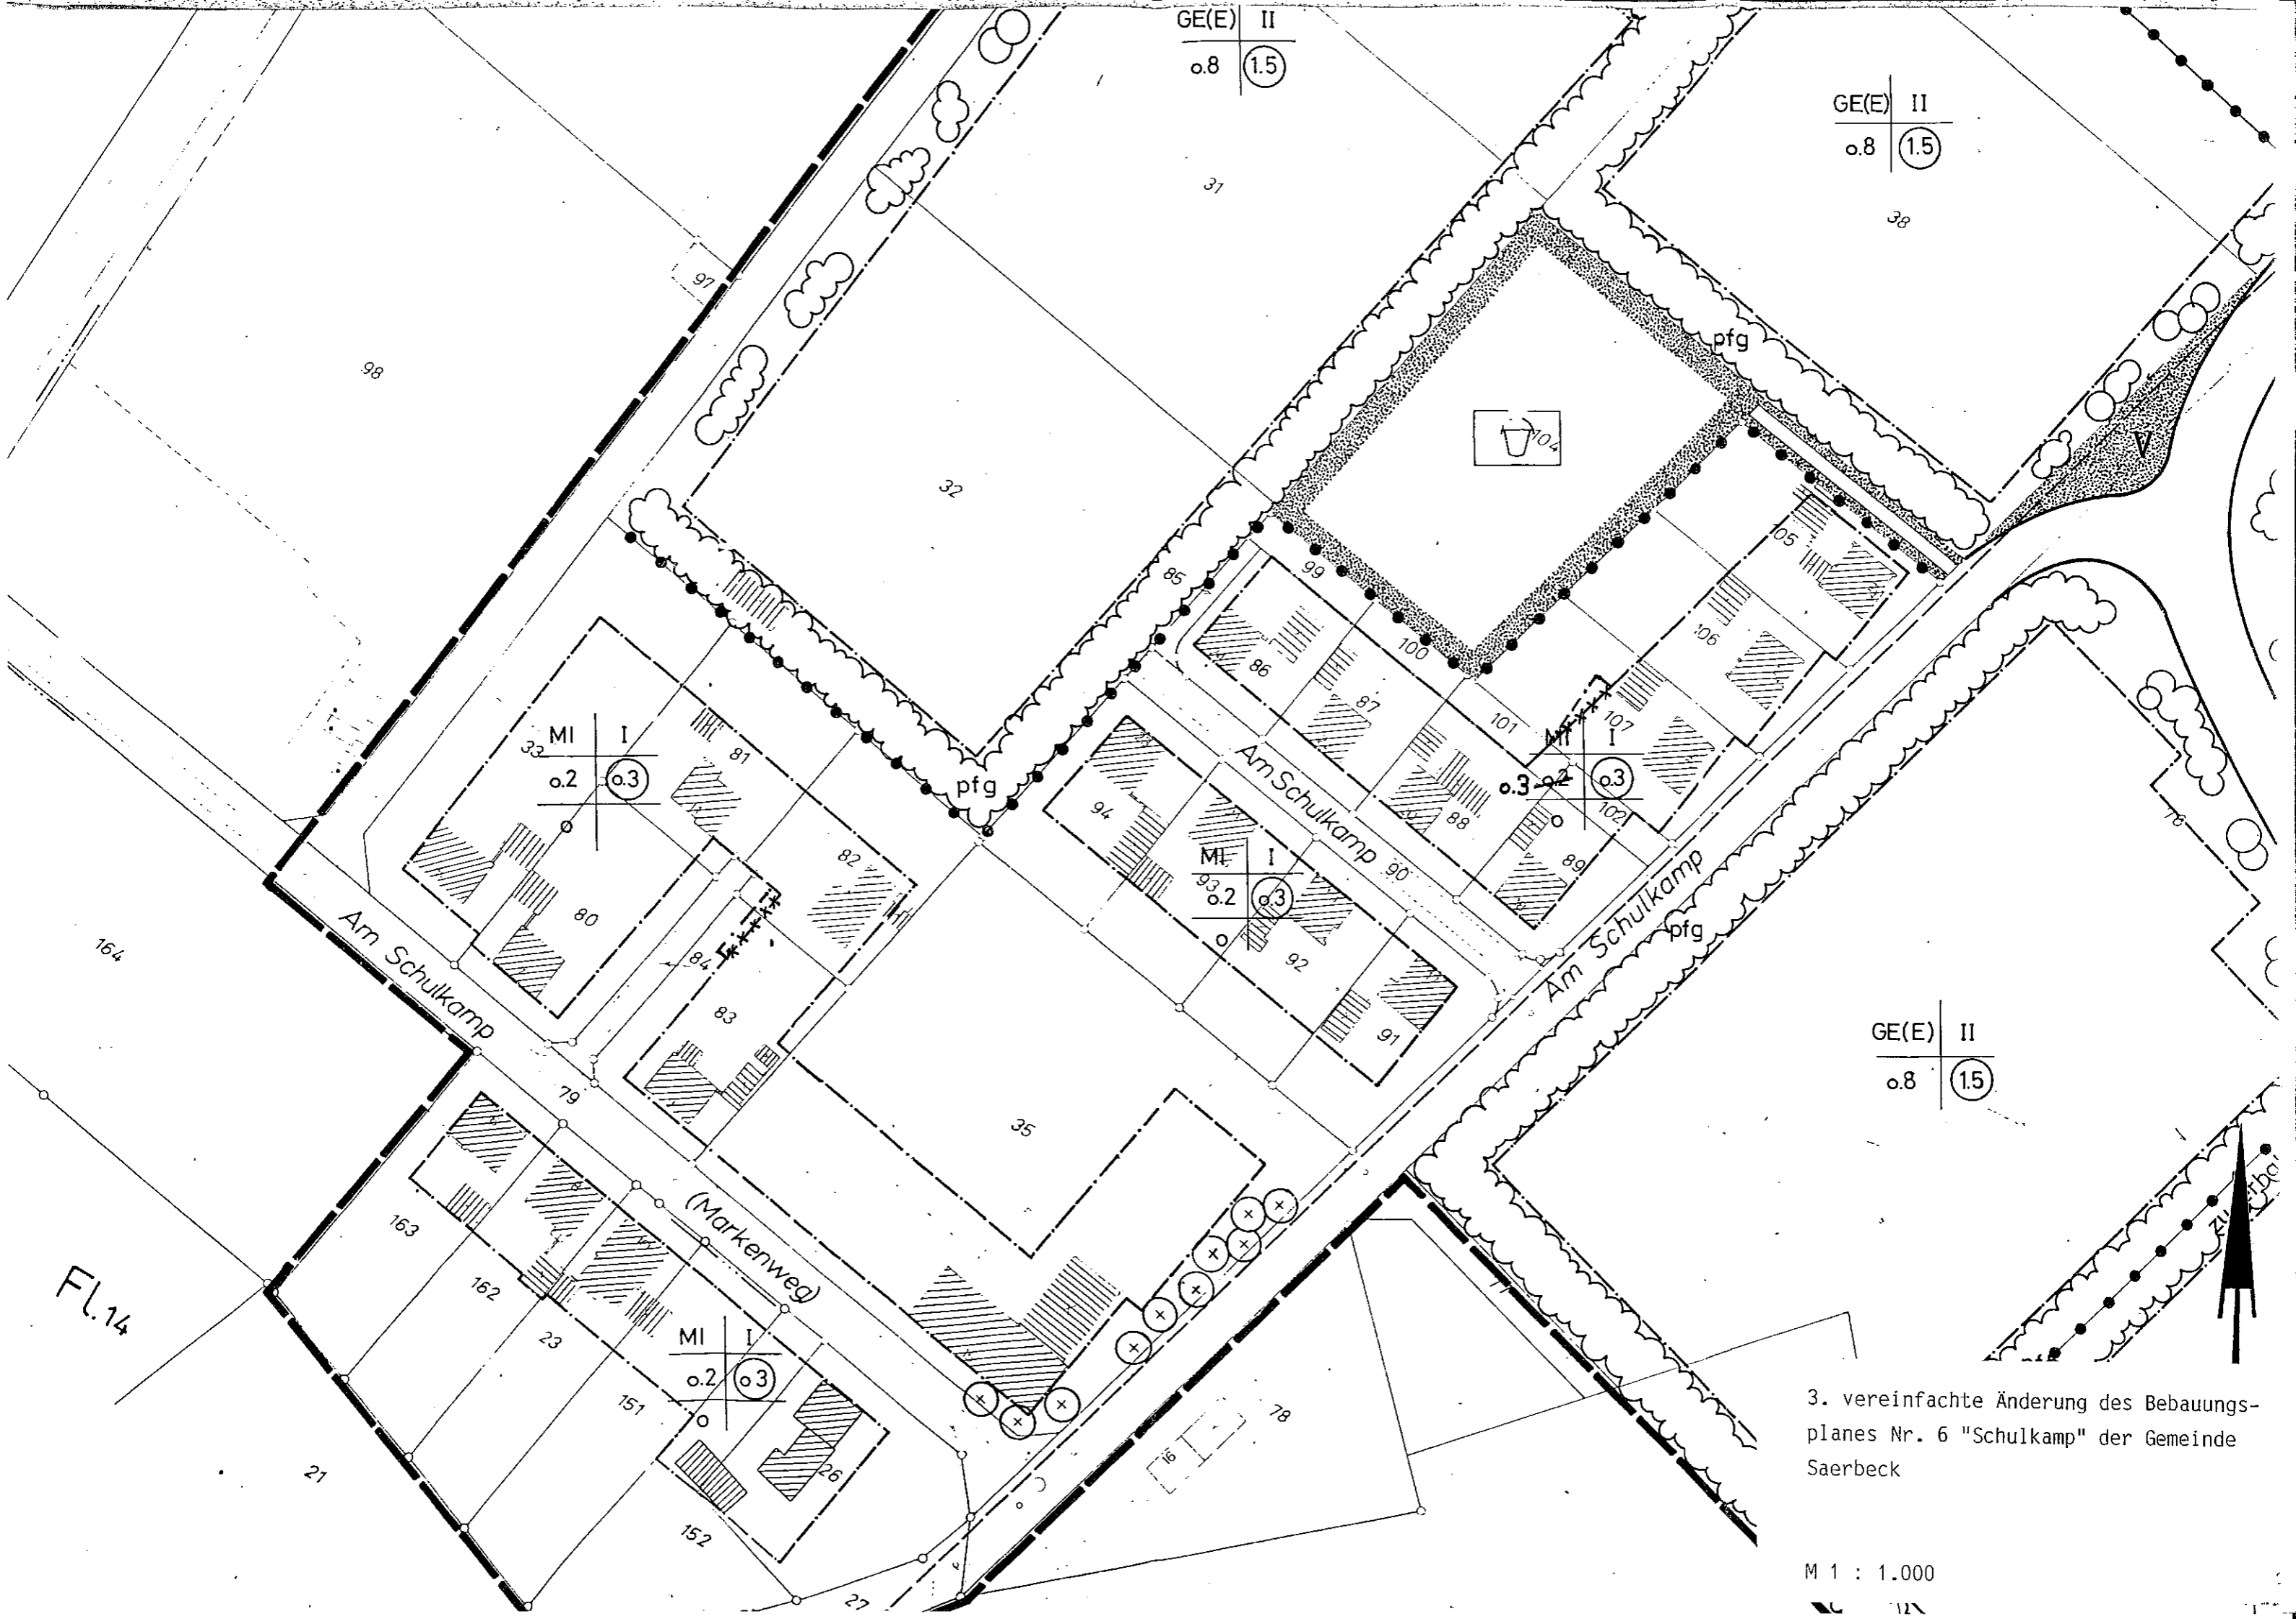 GE(E) II
o.8 1.5
GE(E) II
o.8 1.5
31
38
97
98
pfg
104
32
V
105
85
99
106
100
86
87
107
101
33
MI I
o.2 o.3
81
MI I
o.3 o.2 o.3
102
Am Schulkamp
pfg
94
88
76
89
82
90
MI I
93
o.2 o.3
80
Am Schulkamp
pfg
164
Am Schulkamp
84
92
83
91
GE(E) II
o.8 1.5
79
35
163
162
(Markenweg)
Fl.14
23
MI I
o.2 o.3
151
78
16
21
26
152
27
3. vereinfachte Änderung des Bebauungs-
planes Nr. 6 "Schulkamp" der Gemeinde
Saerbeck
M 1 : 1.000